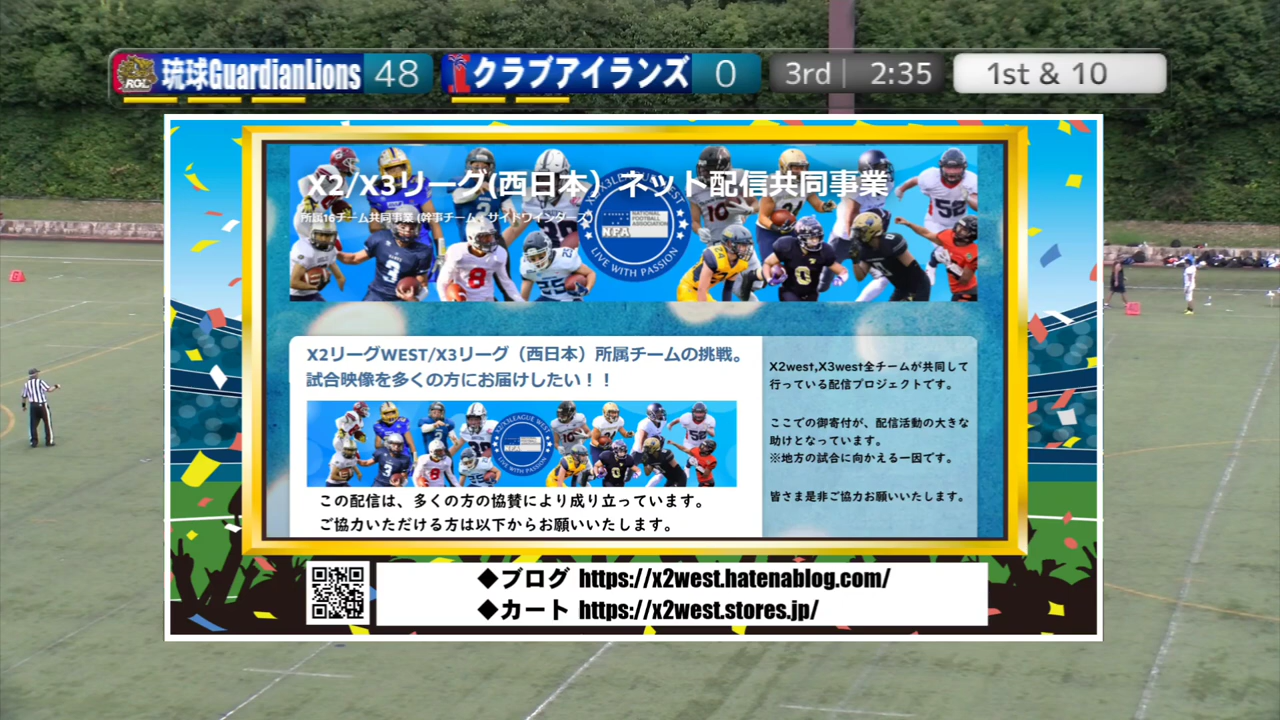 RGL 琉球GuardianLions 48 クラブアイランズ 0 3rd 2:35 1st & 10
X2/X3リーグ(西日本）ネット配信共同事業
所属16チーム共同事業 (幹事チーム：サイドワインダーズ)
NATIONAL FOOTBALL ASSOCIATION
NFA
LIVE WITH PASSION
X2リーグWEST/X3リーグ（西日本）所属チームの挑戦。
試合映像を多くの方にお届けしたい！！
この配信は、多くの方の協賛により成り立っています。
ご協力いただける方は以下からお願いいたします。
X2west,X3west全チームが共同して
行っている配信プロジェクトです。
ここでの御寄付が、配信活動の大きな
助けとなっています。
※地方の試合に向かえる一因です。
皆さま是非ご協力お願いいたします。
◆ブログ https://x2west.hatenablog.com/
◆カート https://x2west.stores.jp/